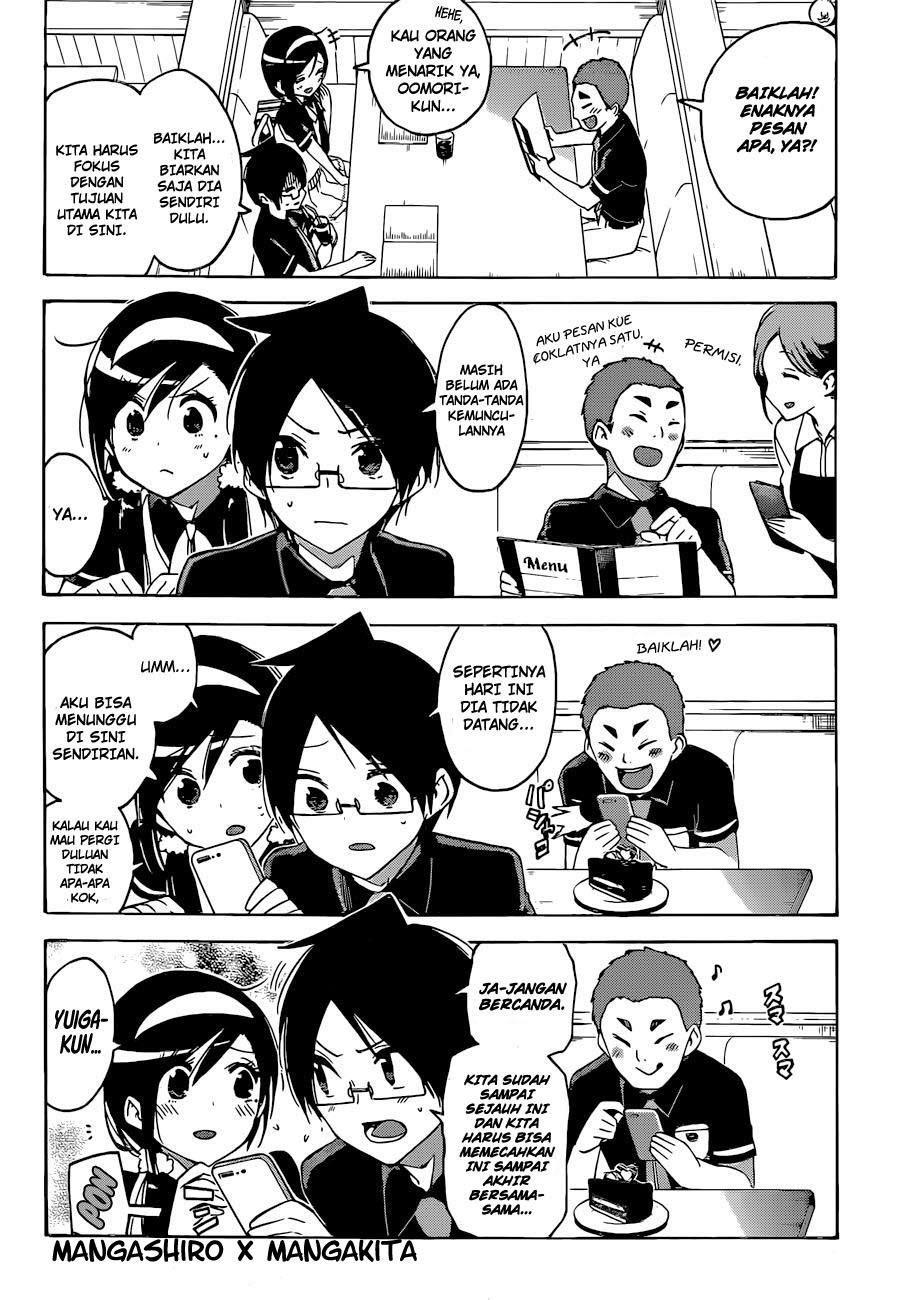 BAIKLAH!
ENAKNYA
PESAN
APA, YA?!
HEHE,
KAU ORANG
YANG
MENARIK YA,
OOMORI-
KUN...
BAIKLAH...
KITA
BIARKAN
SAJA DIA
SENDIRI
DULU.
KITA HARUS
FOKUS
DENGAN
TUJUAN
UTAMA KITA
DI SINI.
PERMISI.
AKU PESAN KUE
COKLATNYA SATU.
YA
Menu
MASIH
BELUM ADA
TANDA-TANDA
KEMUNCU-
LANNYA
YA...
BAIKLAH! ♡
パシャ
SEPERTINYA
HARI INI
DIA TIDAK
DATANG...
UMM...
AKU BISA
MENUNGGU
DI SINI
SENDIRIAN.
KALAU KAU
MAU PERGI
DULUAN
TIDAK
APA-APA
KOK,
スマ
スマ
JA-JANGAN
BERCANDA.
KITA SUDAH
SAMPAI
SEJAUH INI
DAN KITA
HARUS BISA
MEMECAHKAN
INI SAMPAI
AKHIR
BERSAMA-
SAMA...
YUIGA-
KUN...
PON
MANGASHIRO X MANGAKITA